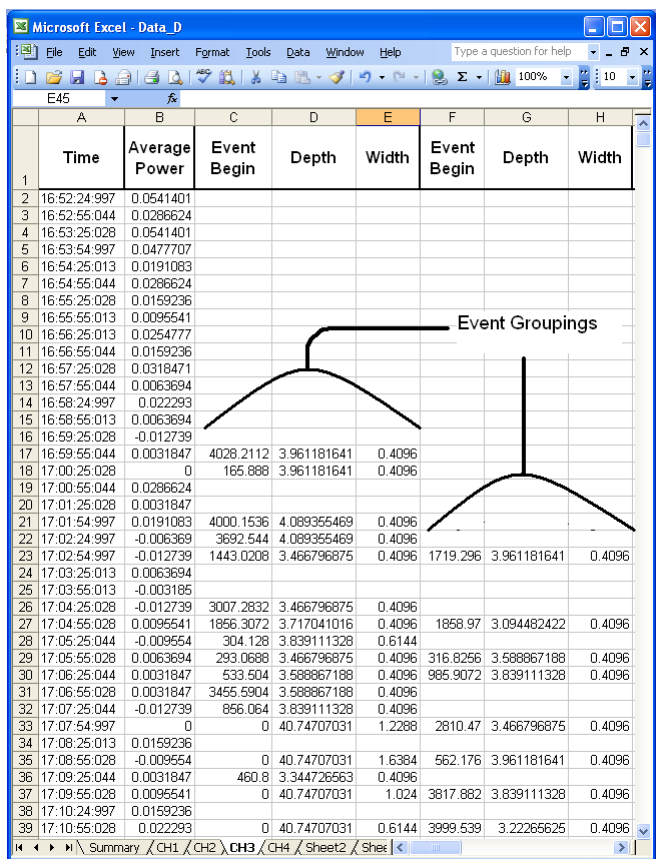 Microsoft Excel - Data_D
File Edit View Insert Format Tools Data Window Help Type a question for help
100% 10
E45 fx
A B C D E F G H
1 Time Average Power Event Begin Depth Width Event Begin Depth Width
2 16:52:24:997 0.0541401
3 16:52:55:044 0.0286624
4 16:53:25:028 0.0541401
5 16:53:54:997 0.0477707
6 16:54:25:013 0.0191083
7 16:54:55:044 0.0286624
8 16:55:25:028 0.0159236
9 16:55:55:013 0.0095541
Event Groupings
10 16:56:25:013 0.0254777
11 16:56:55:044 0.0159236
12 16:57:25:028 0.0318471
13 16:57:55:044 0.0063694
14 16:58:24:997 0.022293
15 16:58:55:013 0.0063694
16 16:59:25:028 -0.012739
17 16:59:55:044 0.0031847 4028.2112 3.961181641 0.4096
18 17:00:25:028 0 165.888 3.961181641 0.4096
19 17:00:55:044 0.0286624
20 17:01:25:028 0.0031847
21 17:01:54:997 0.0191083 4000.1536 4.089355469 0.4096
22 17:02:24:997 -0.006369 3692.544 4.089355469 0.4096
23 17:02:54:997 -0.012739 1443.0208 3.466796875 0.4096 1719.296 3.961181641 0.4096
24 17:03:25:013 0.0063694
25 17:03:55:013 -0.003185
26 17:04:25:028 -0.012739 3007.2832 3.466796875 0.4096
27 17:04:55:028 0.0095541 1856.3072 3.717041016 0.4096 1858.97 3.094482422 0.4096
28 17:05:25:044 -0.009554 304.128 3.839111328 0.6144
29 17:05:55:028 0.0063694 293.0688 3.466796875 0.4096 316.8256 3.588867188 0.4096
30 17:06:25:044 0.0031847 533.504 3.588867188 0.4096 985.9072 3.839111328 0.4096
31 17:06:55:028 0.0031847 3455.5904 3.588867188 0.4096
32 17:07:25:044 -0.012739 856.064 3.839111328 0.4096
33 17:07:54:997 0 0 40.74707031 1.2288 2810.47 3.466796875 0.4096
34 17:08:25:013 0.0159236
35 17:08:55:028 -0.009554 0 40.74707031 1.6384 562.176 3.961181641 0.4096
36 17:09:25:044 0.0031847 460.8 3.344726563 0.4096
37 17:09:55:028 0.0095541 0 40.74707031 1.024 3817.882 3.839111328 0.4096
38 17:10:24:997 0.0159236
39 17:10:55:028 0.022293 0 40.74707031 0.6144 3999.539 3.22265625 0.4096
Summary CH1 CH2 CH3 CH4 Sheet2 Shee